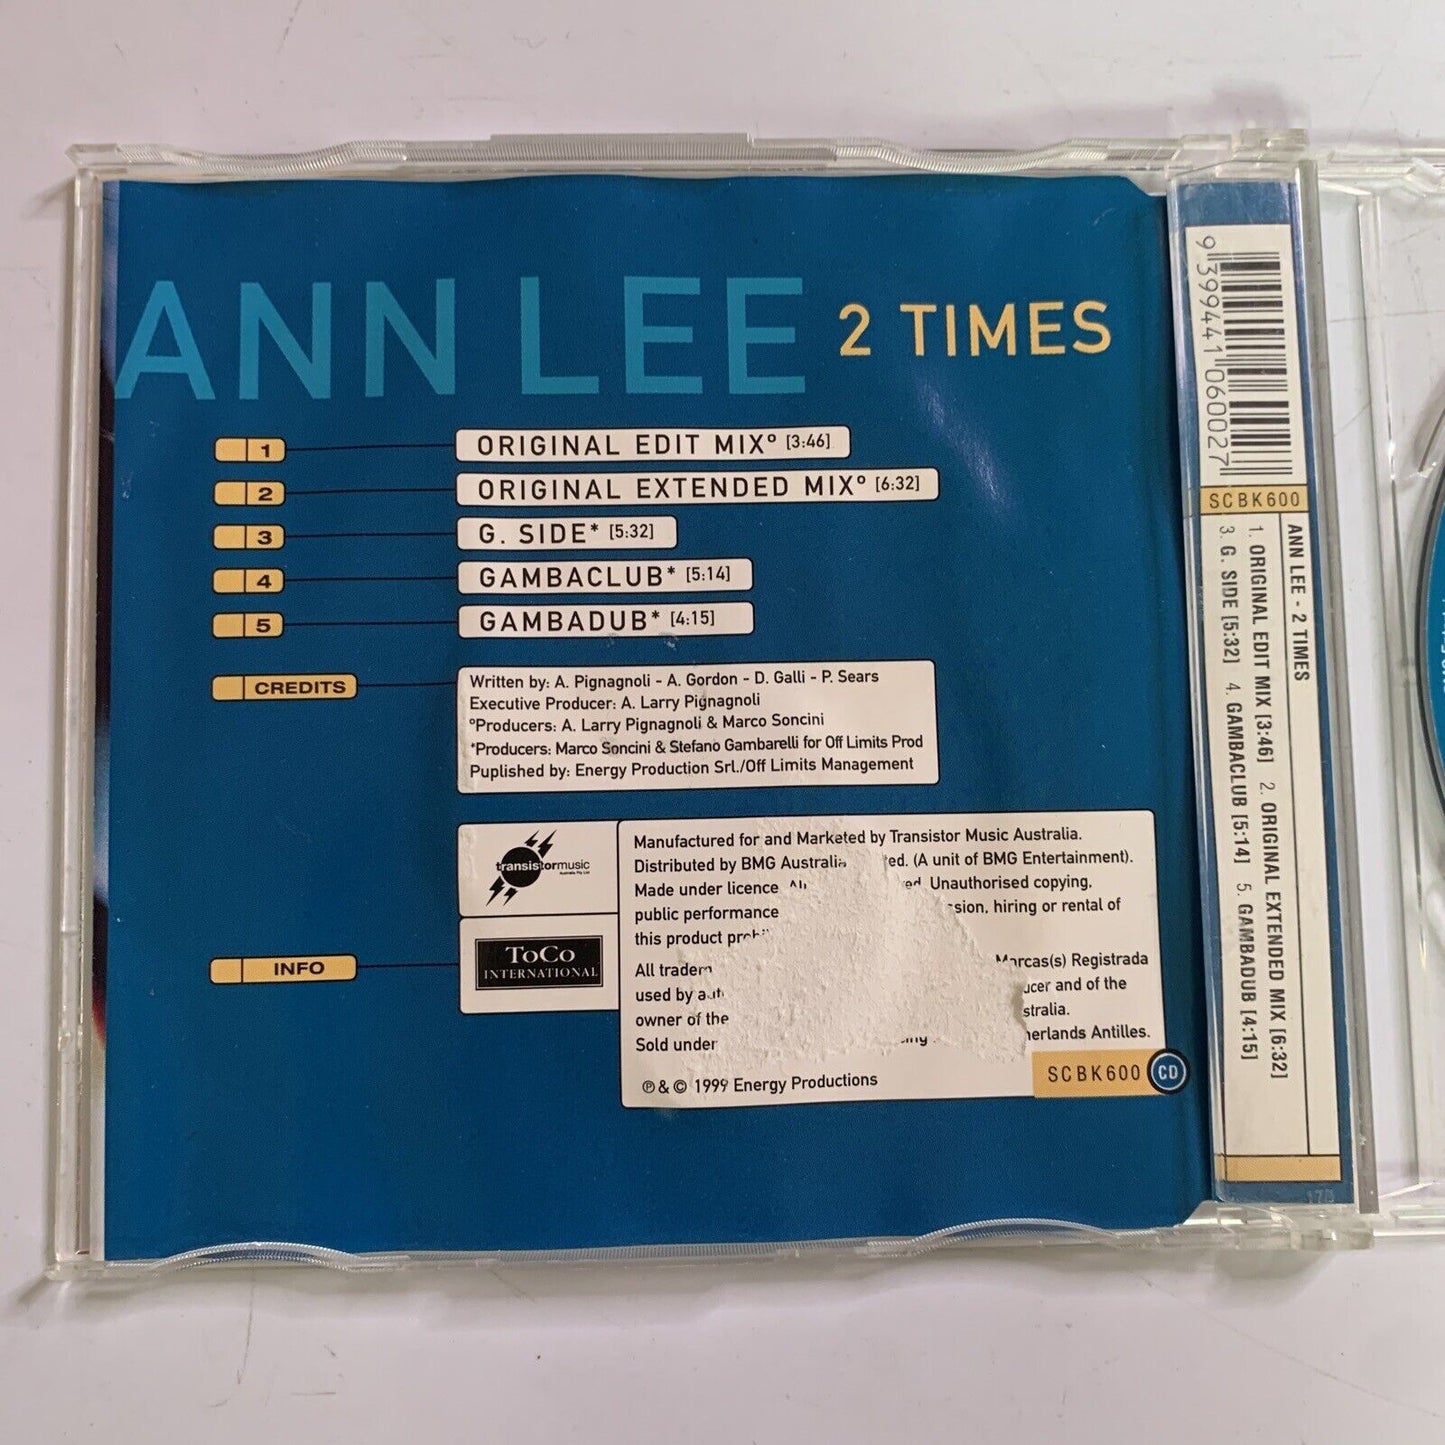 ANN LEE 2 TIMES
1 ORIGINAL EDIT MIXº [3:46]
2 ORIGINAL EXTENDED MIXº [6:32]
3 G. SIDE* [5:32]
4 GAMBACLUB* [5:14]
5 GAMBADUB* [4:15]
CREDITS
Written by: A. Pignagnoli - A. Gordon - D. Galli - P. Sears
Executive Producer: A. Larry Pignagnoli
ºProducers: A. Larry Pignagnoli & Marco Soncini
*Producers: Marco Soncini & Stefano Gambarelli for Off Limits Prod
Puplished by: Energy Production Srl./Off Limits Management
INFO
transistormusic
Australia Pty Ltd
ToCo
INTERNATIONAL
Manufactured for and Marketed by Transistor Music Australia.
Distributed by BMG Australia (A unit of BMG Entertainment).
Made under licence Unauthorised copying,
public performance hiring or rental of
this product
All Marcas(s) Registrada
used by and of the
owner of the
Sold under Antilles.
℗ & © 1999 Energy Productions
SCBK600 CD
9 399441 060027
SCBK600
ANN LEE - 2 TIMES
1. ORIGINAL EDIT MIX [3:46] 2. ORIGINAL EXTENDED MIX [6:32]
3. G. SIDE [5:32] 4. GAMBACLUB [5:14] 5. GAMBADUB [4:15]